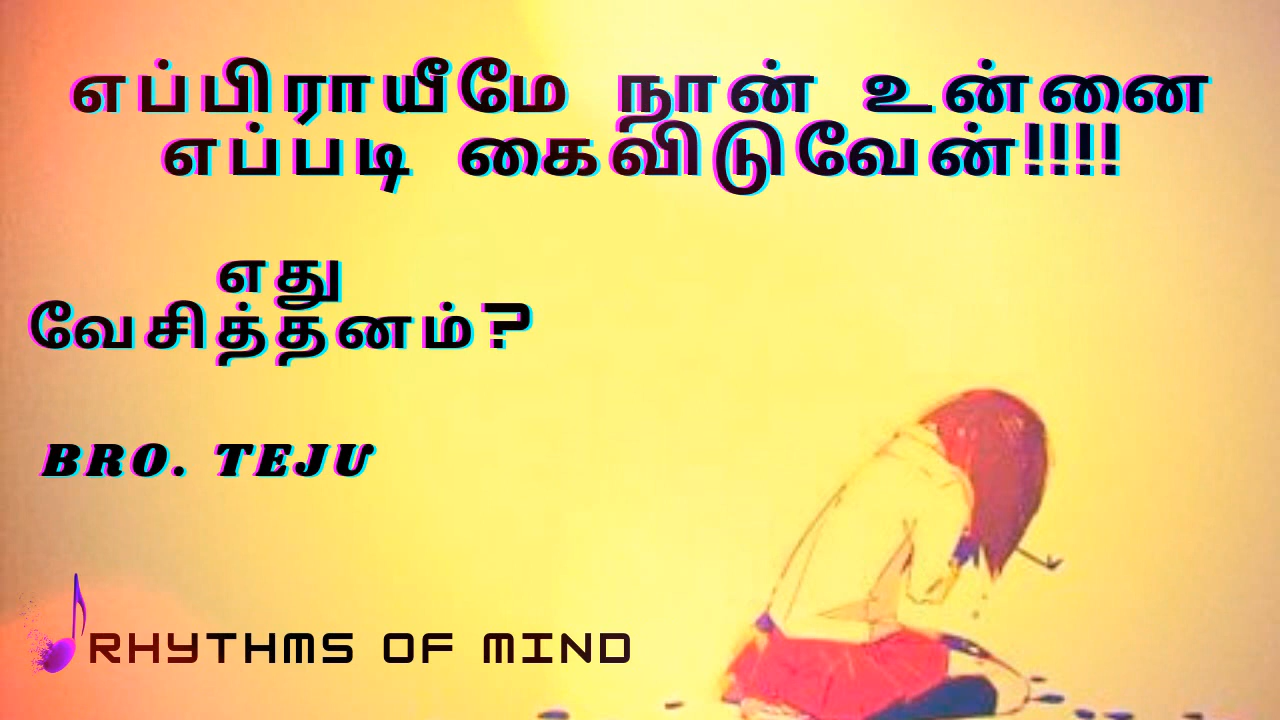 எப்பிராயீமே நான் உன்னை
எப்படி கைவிடுவேன்!!!!
எது
வேசித்தனம்?
BRO. TEJU
RHYTHMS OF MIND